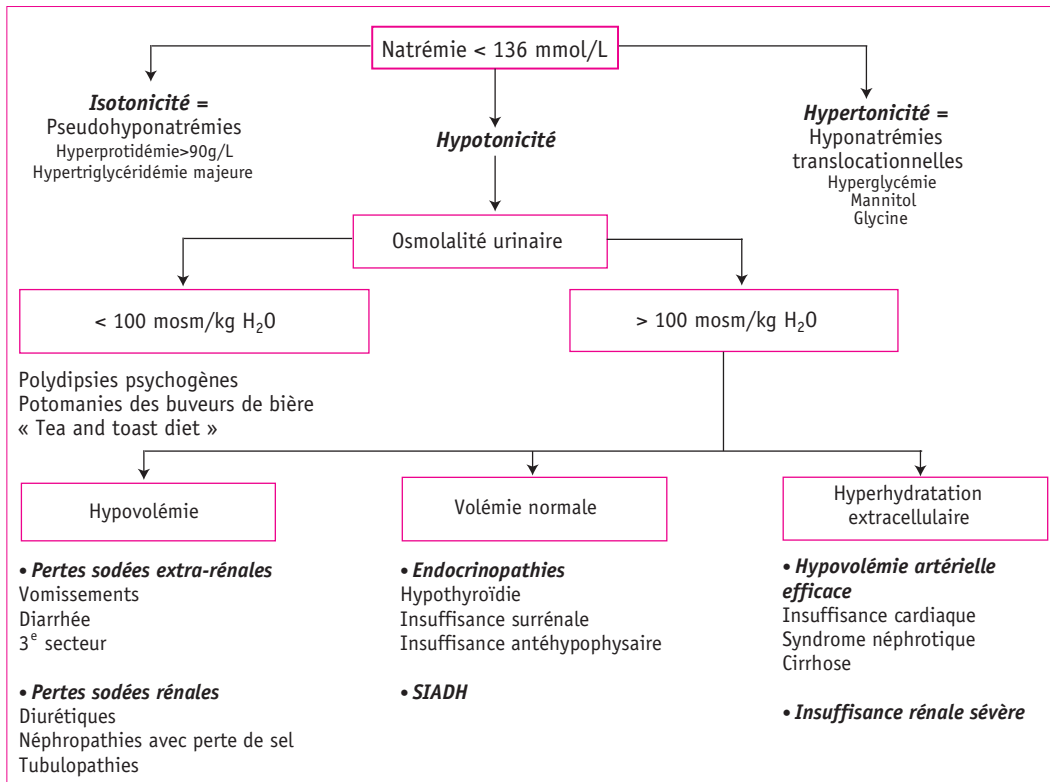 Natrémie < 136 mmol/L
Isotonicité =
Pseudohyponatrémies
Hyperprotidémie>90g/L
Hypertriglycéridémie majeure
Hypotonicité
Hypertonicité =
Hyponatrémies
translocationnelles
Hyperglycémie
Mannitol
Glycine
Osmolalité urinaire
< 100 mosm/kg H₂O
> 100 mosm/kg H₂O
Polydipsies psychogènes
Potomanies des buveurs de bière
« Tea and toast diet »
Hypovolémie
• Pertes sodées extra-rénales
Vomissements
Diarrhée
3ᵉ secteur
• Pertes sodées rénales
Diurétiques
Néphropathies avec perte de sel
Tubulopathies
Volémie normale
• Endocrinopathies
Hypothyroïdie
Insuffisance surrénale
Insuffisance antéhypophysaire
• SIADH
Hyperhydratation
extracellulaire
• Hypovolémie artérielle
efficace
Insuffisance cardiaque
Syndrome néphrotique
Cirrhose
• Insuffisance rénale sévère